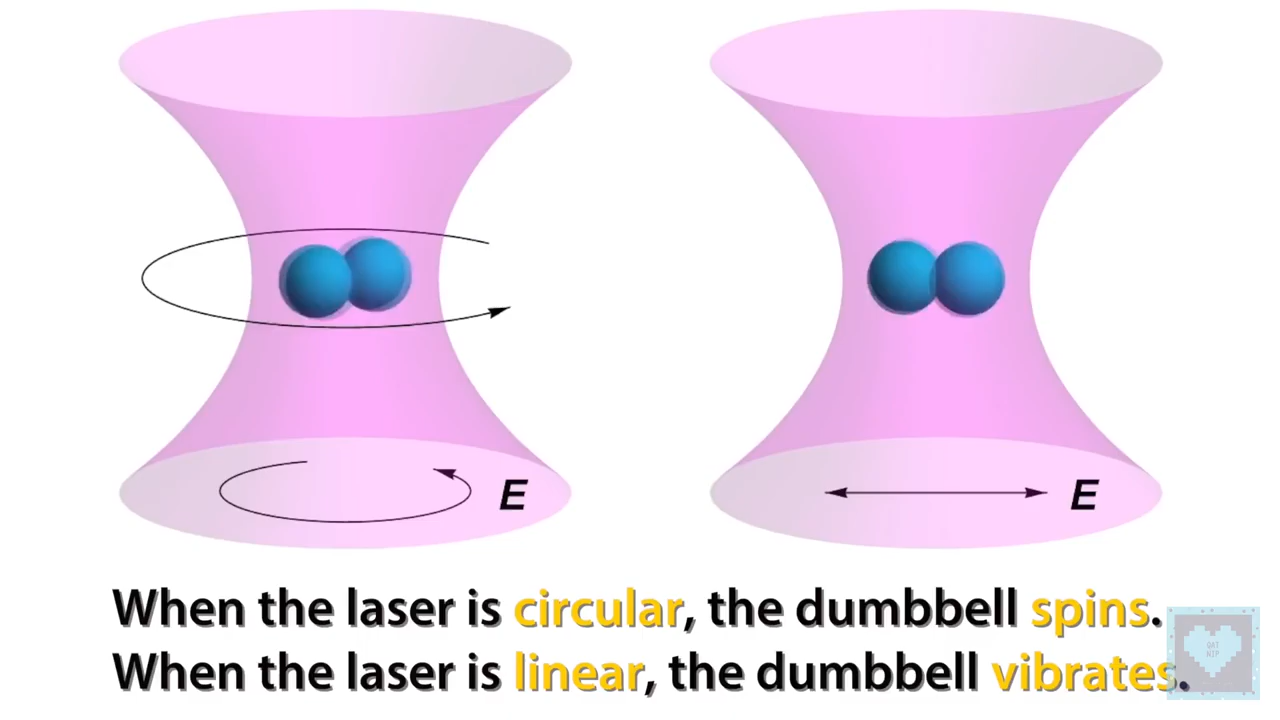 E
E
When the laser is circular, the dumbbell spins.
When the laser is linear, the dumbbell vibrates.